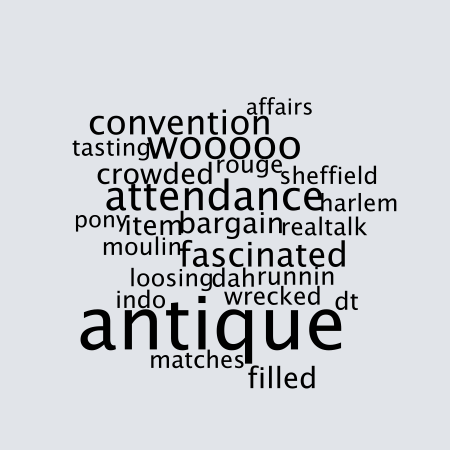 affairs
convention
tasting wooooo
crowded rouge sheffield
attendance harlem
pony item bargain realtalk
moulin fascinated
loosing dah runnin
indo wrecked dt
antique
matches
filled